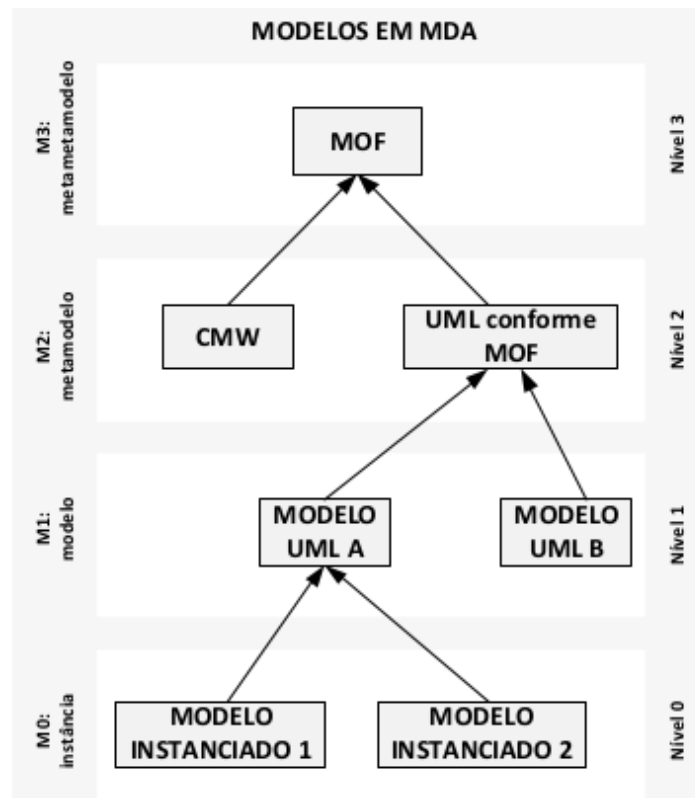 MODELOS EM MDA
M3:
metametamodelo
MOF
Nível 3
M2:
metamodelo
CMW
UML conforme
MOF
Nível 2
M1:
modelo
MODELO
UML A
MODELO
UML B
Nível 1
M0:
instância
MODELO
INSTANCIADO 1
MODELO
INSTANCIADO 2
Nível 0